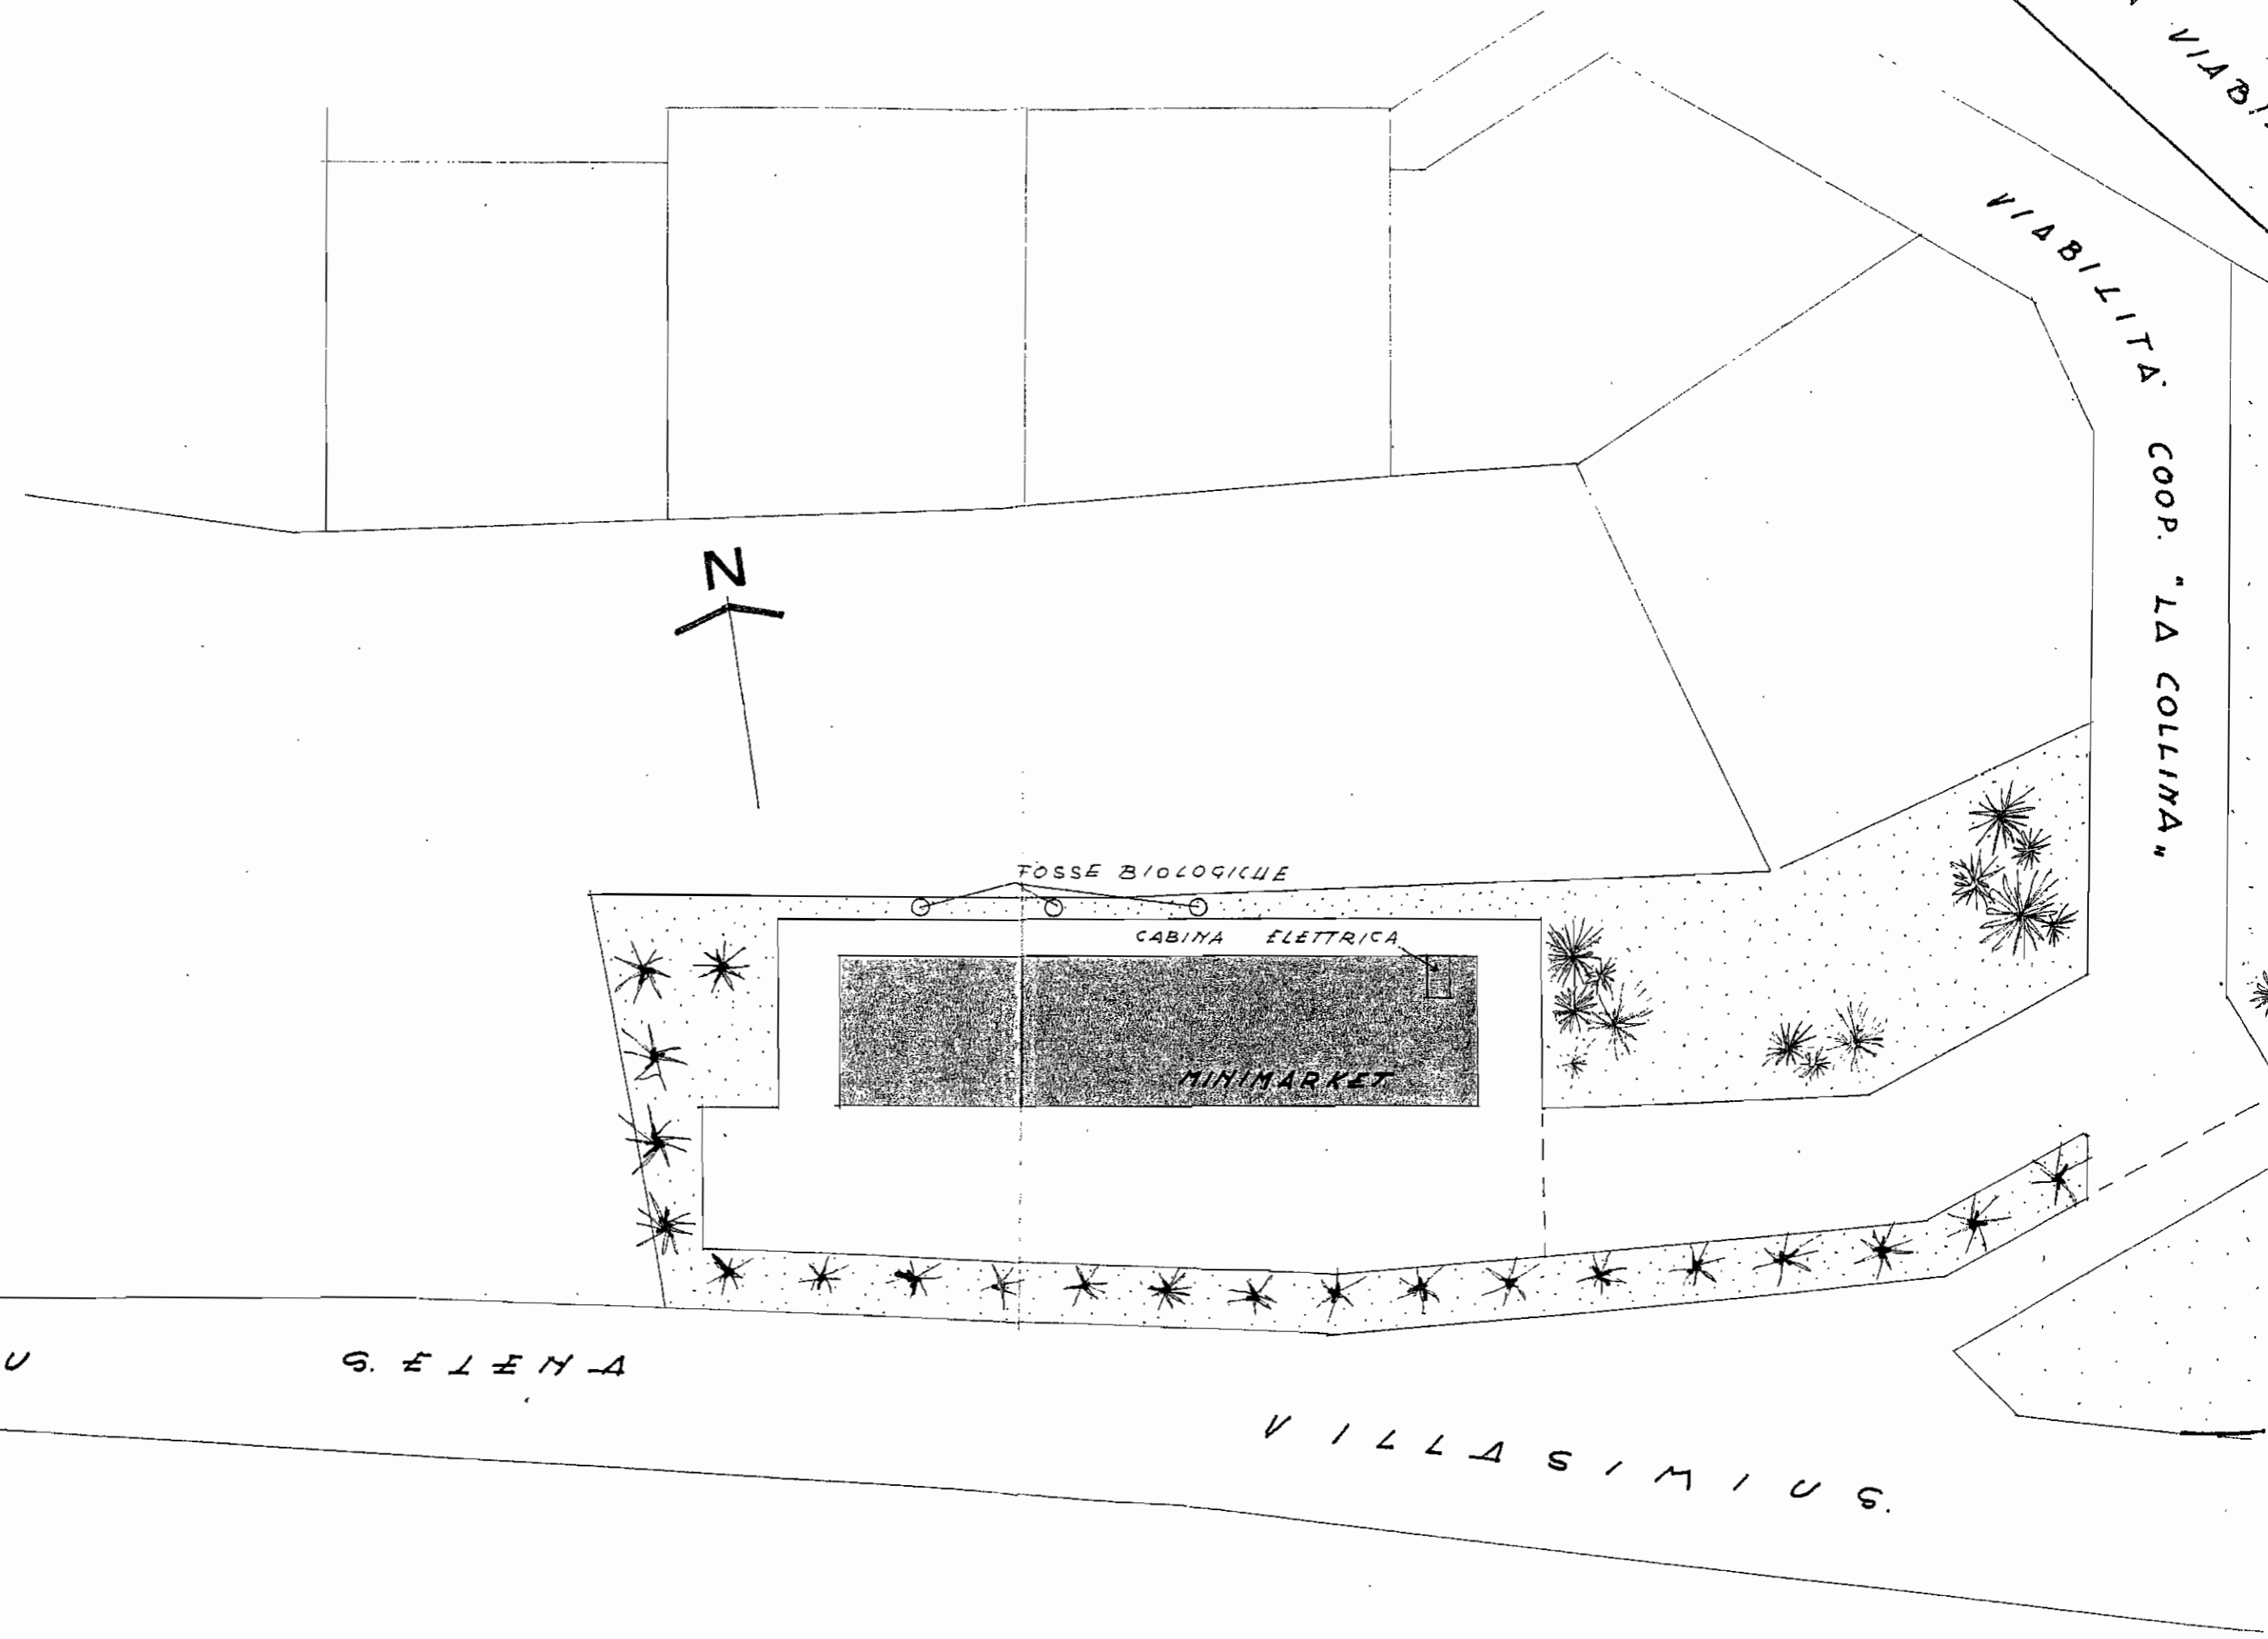 VIAB
VIABILITA' COOP. "LA COLLINA"
N
FOSSE BIOLOGICHE
CABINA ELETTRICA
MINIMARKET
U S. ELENA
VILLASIMIUS.